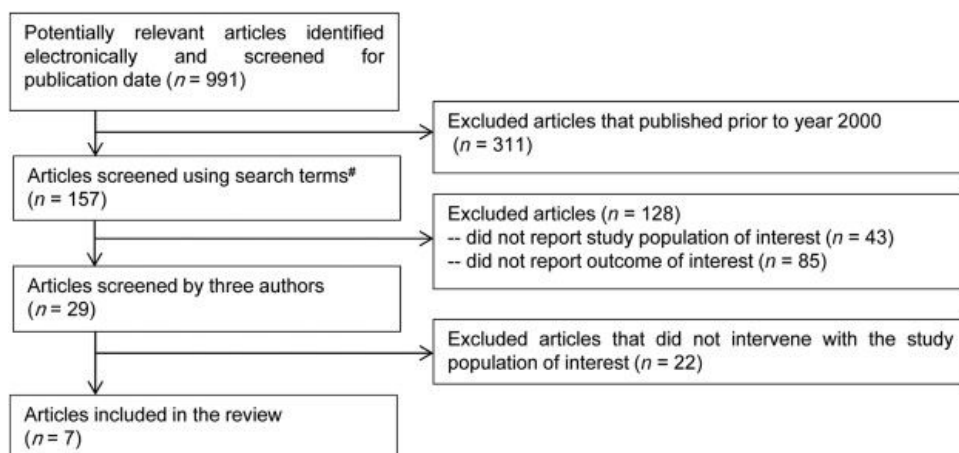 Potentially relevant articles identified
electronically and screened for
publication date (n = 991)
Excluded articles that published prior to year 2000
(n = 311)
Articles screened using search terms#
(n = 157)
Excluded articles (n = 128)
-- did not report study population of interest (n = 43)
-- did not report outcome of interest (n = 85)
Articles screened by three authors
(n = 29)
Excluded articles that did not intervene with the study
population of interest (n = 22)
Articles included in the review
(n = 7)